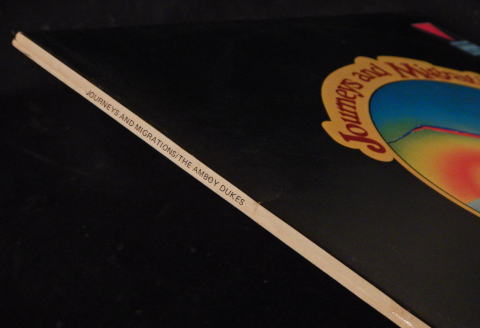 JOURNEYS AND MIGRATIONS/THE AMBOY DUKES
Journeys and